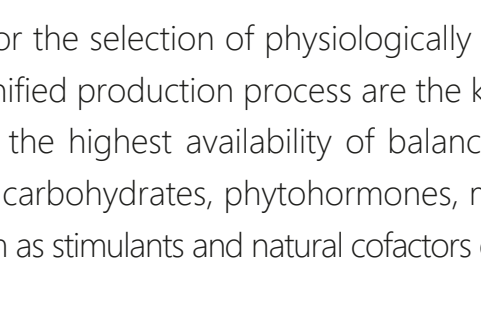 or the selection of physiologically
nified production process are the k
the highest availability of balanc
carbohydrates, phytohormones, r
n as stimulants and natural cofactors